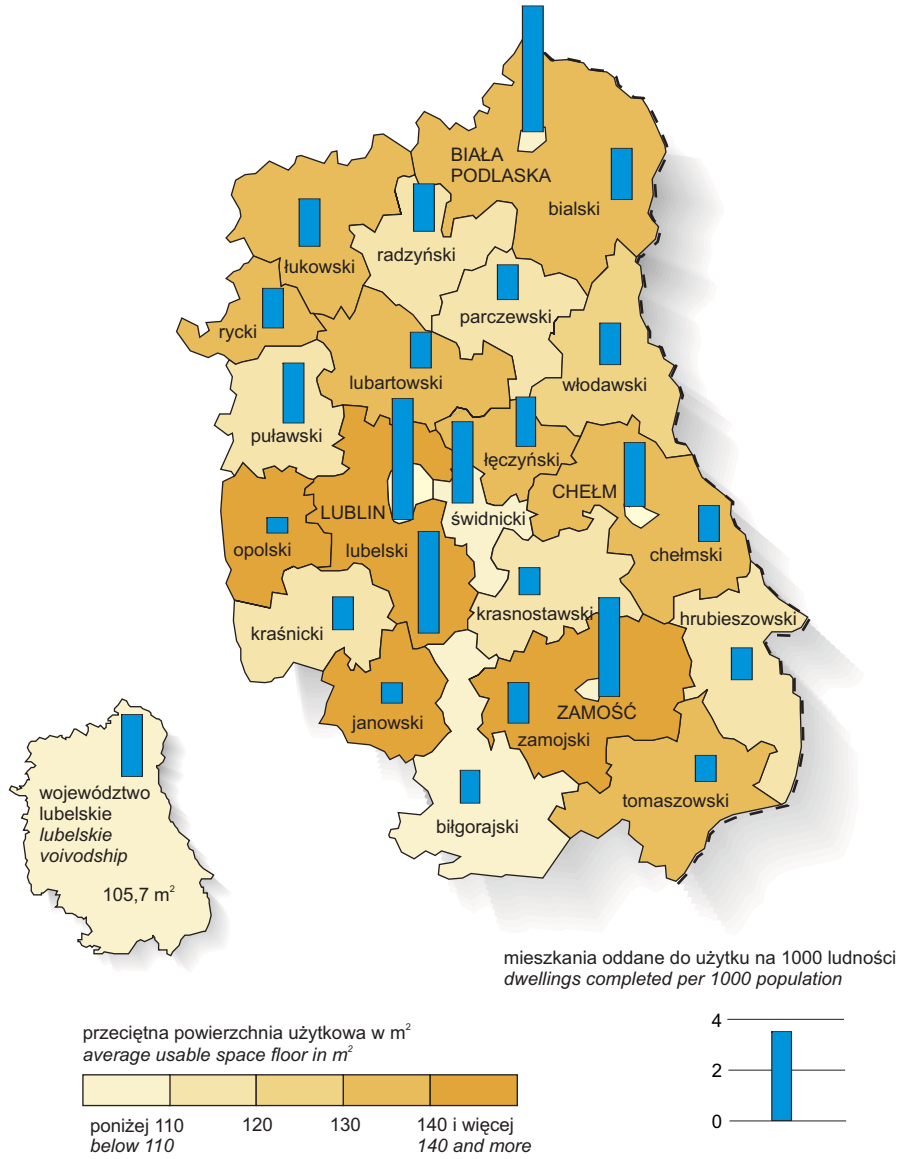 BIAŁA
PODLASKA
bialski
radzyński
łukowski
parczewski
rycki
lubartowski
włodawski
puławski
łęczyński
CHEŁM
LUBLIN
świdnicki
opolski
lubelski
chełmski
krasnostawski
hrubieszowski
kraśnicki
janowski
ZAMOŚĆ
zamojski
tomaszowski
biłgorajski
województwo
lubelskie
lubelskie
voivodship
105,7 m²
mieszkania oddane do użytku na 1000 ludności
dwellings completed per 1000 population
4
2
0
przeciętna powierzchnia użytkowa w m²
average usable space floor in m²
poniżej 110 120 130 140 i więcej
below 110 140 and more